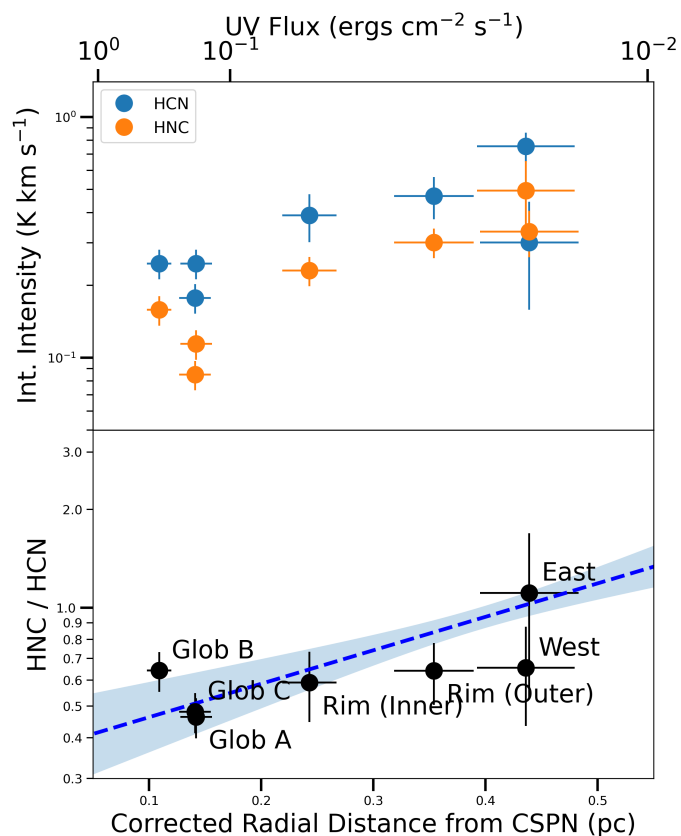 UV Flux (ergs cm⁻² s⁻¹)
10⁰ 10⁻¹ 10⁻²
HCN
HNC
Int. Intensity (K km s⁻¹)
10⁰
10⁻¹
HNC / HCN
3.0
2.0
1.0
0.9
0.8
0.7
0.6
0.5
0.4
0.3
East
West
Glob B
Glob C
Rim (Outer)
Rim (Inner)
Glob A
0.1 0.2 0.3 0.4 0.5
Corrected Radial Distance from CSPN (pc)